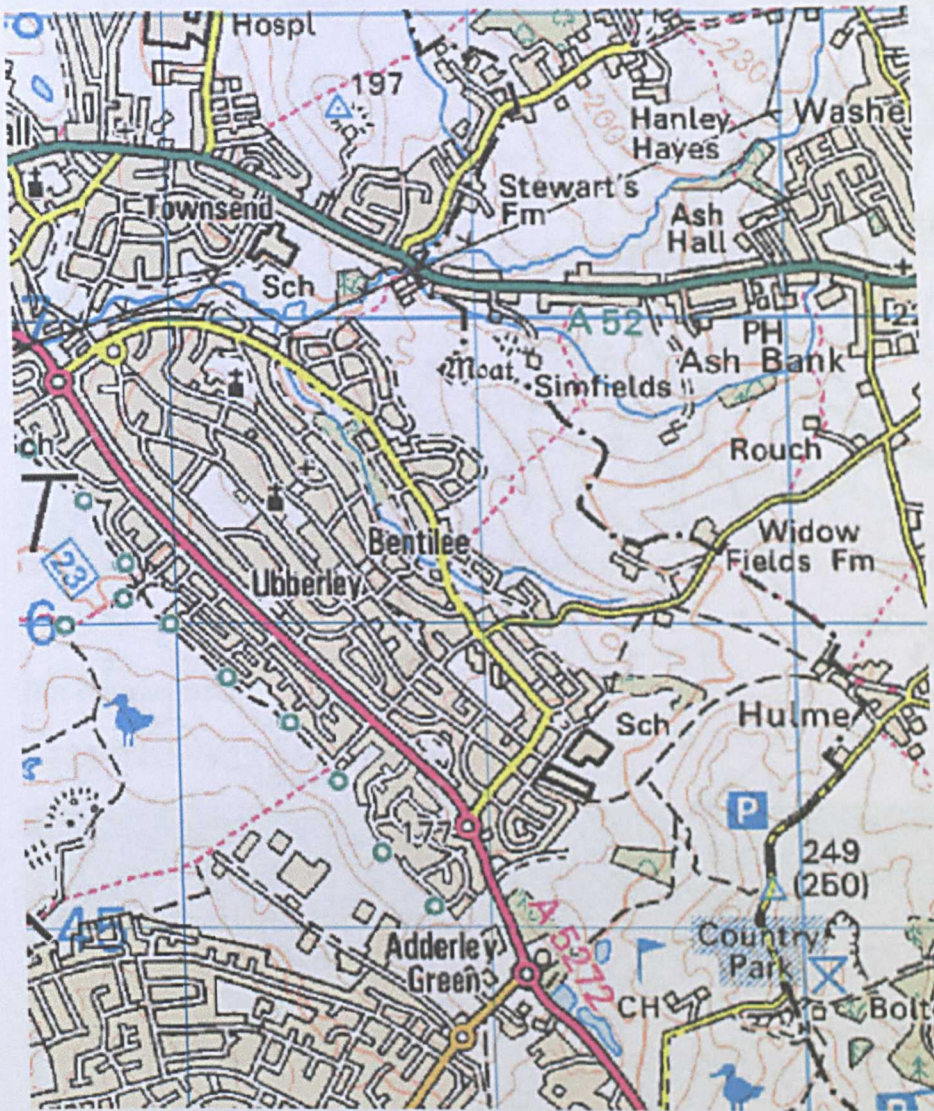 Hospl
197
230
200
Hanley
Hayes
Washe
Stewart's
Fm
Townsend
Ash
Hall
Sch
7
A 52
PH
Ash Bank
Moat
Simfields
Rouch
23
Bentilee
Ubberley
Widow
Fields Fm
6
Sch
Hulme
P
249
(250)
45
A 5272
Adderley
Green
Country
Park
CH
Bolt